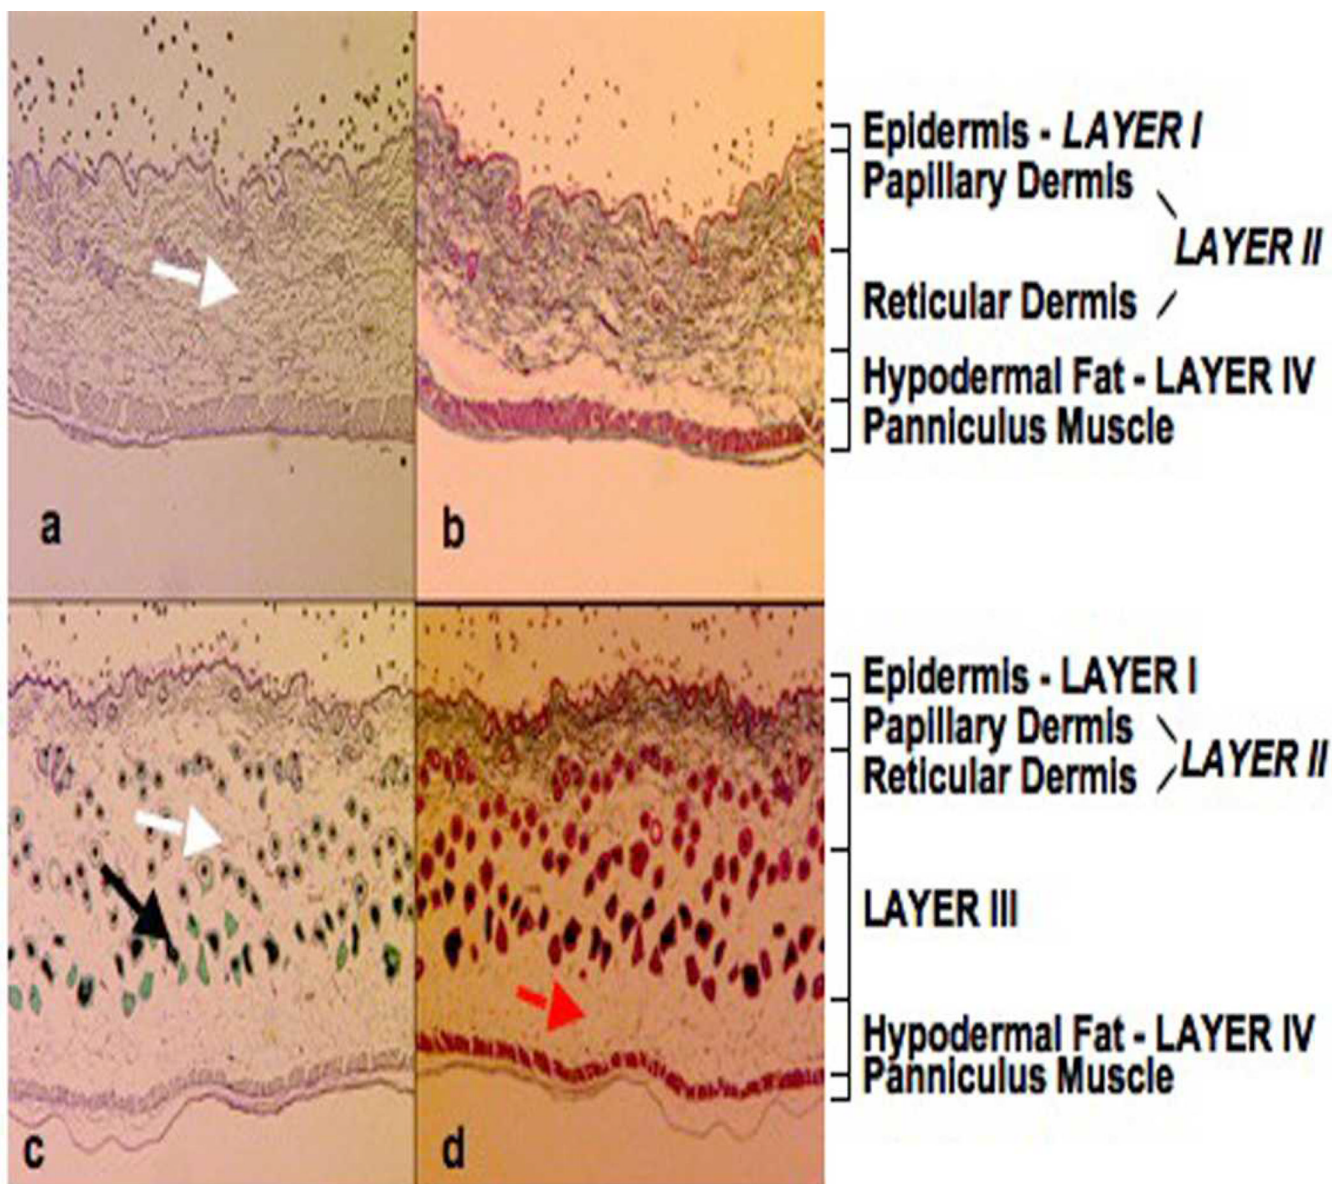 Epidermis - LAYER I
Papillary Dermis
LAYER II
Reticular Dermis
Hypodermal Fat - LAYER IV
Panniculus Muscle
a
b
Epidermis - LAYER I
Papillary Dermis
LAYER II
Reticular Dermis
LAYER III
Hypodermal Fat - LAYER IV
Panniculus Muscle
c
d